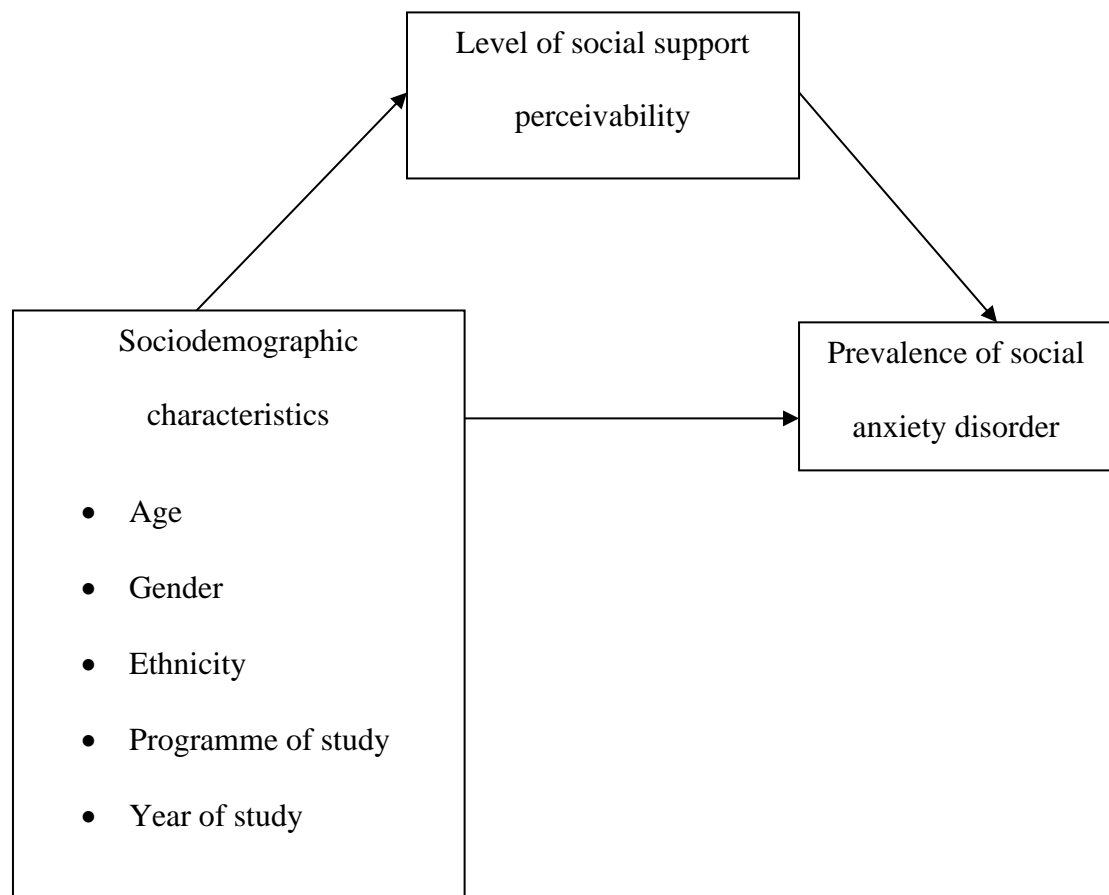 Level of social support
perceivability
Sociodemographic
characteristics
• Age
• Gender
• Ethnicity
• Programme of study
• Year of study
Prevalence of social
anxiety disorder